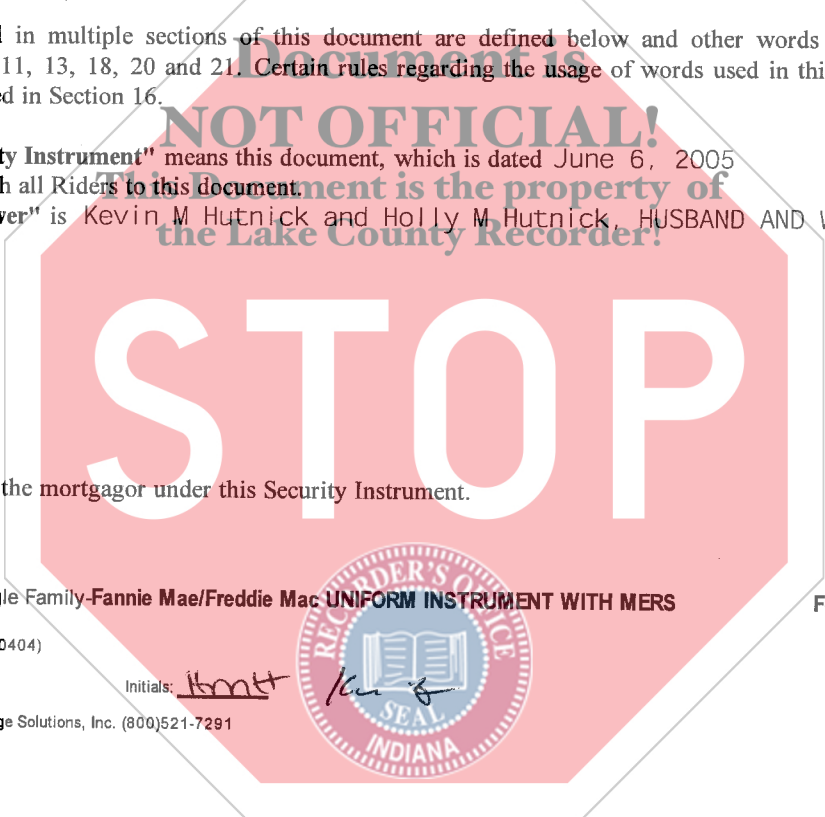 in multiple sections of this document are defined below and other words
Document is
11, 13, 18, 20 and 21. Certain rules regarding the usage of words used in thi
ed in Section 16.
NOT OFFICIAL!
ty Instrument" means this document, which is dated June 6, 2005
h all Riders to this document.
This Document is the property of
er" is Kevin M Hutnick and Holly M Hutnick, HUSBAND AND
the Lake County Recorder!
STOP
the mortgagor under this Security Instrument.
le Family-Fannie Mae/Freddie Mac UNIFORM INSTRUMENT WITH MERS F
0404)
RECORDER'S OFFICE
Initials: HMH
SEAL
ge Solutions, Inc. (800)521-7291
INDIANA